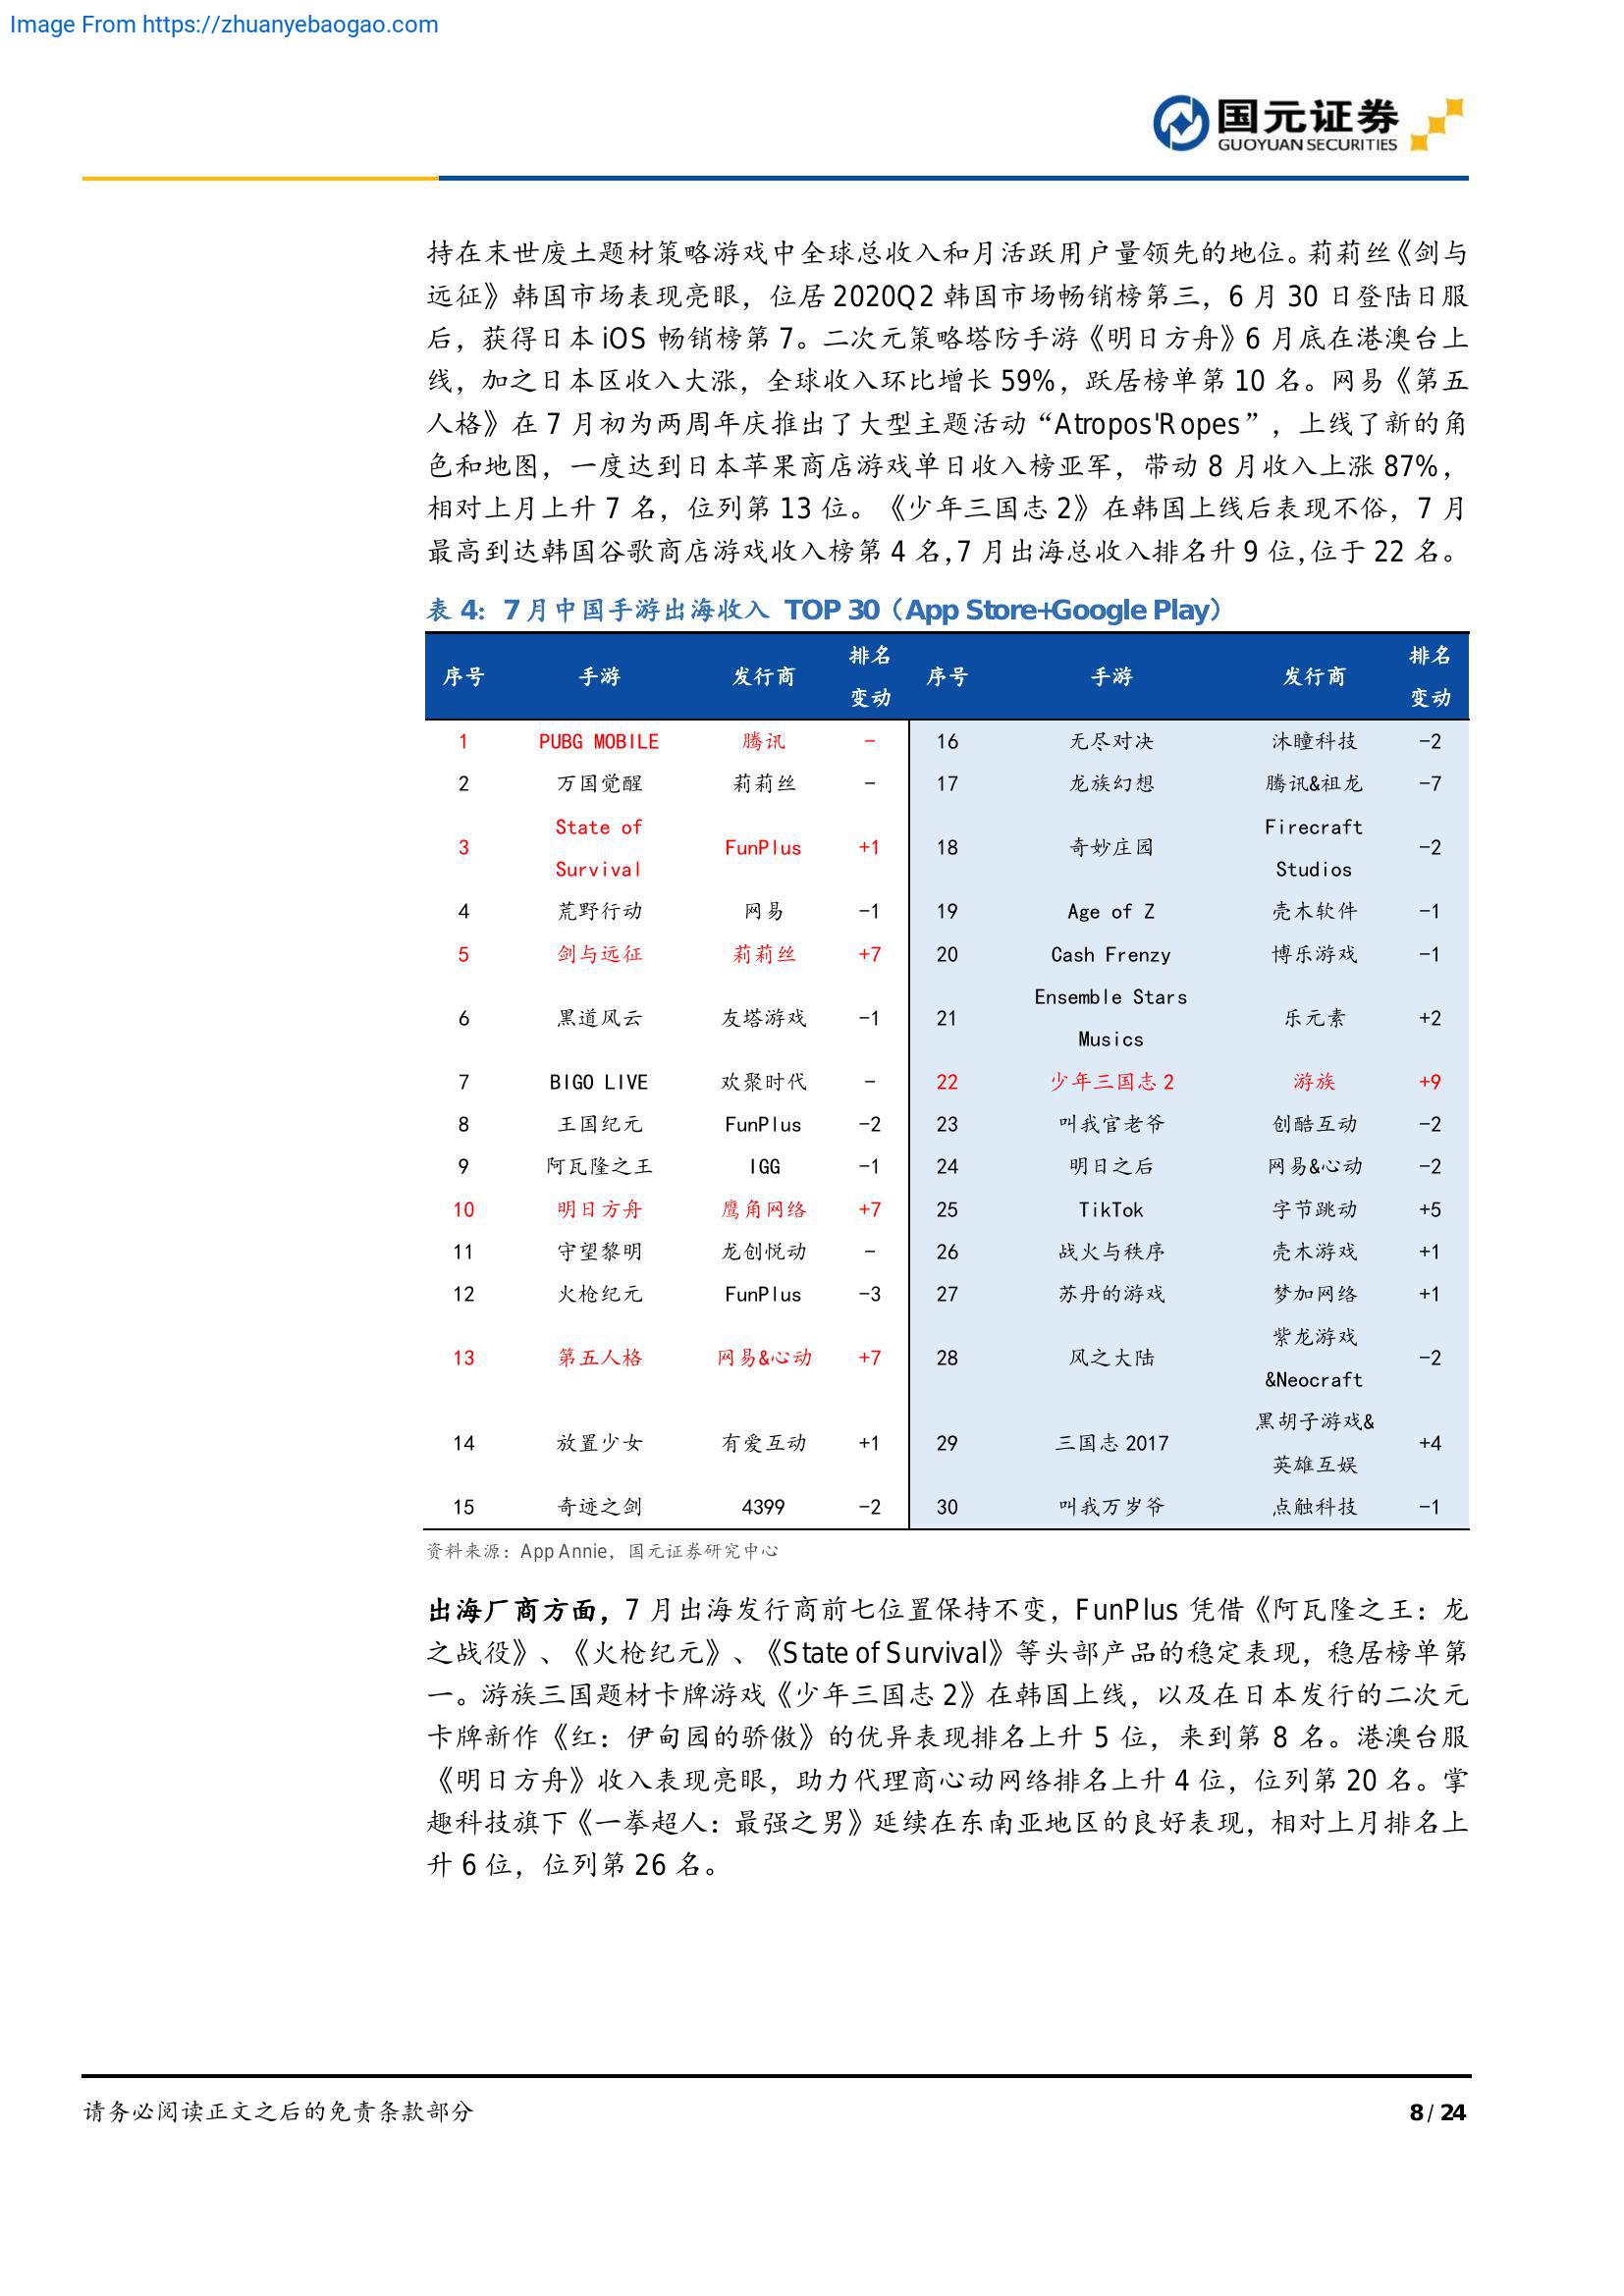 Image From https://zhuanyebaogao.com
国元证券
GUOYUAN SECURITIES
持在末世废土题材策略游戏中全球总收入和月活跃用户量领先的地位。莉莉丝《剑与
远征》韩国市场表现亮眼，位居 2020Q2 韩国市场畅销榜第三，6 月 30 日登陆日服
后，获得日本 iOS 畅销榜第 7。二次元策略塔防手游《明日方舟》6 月底在港澳台上
线，加之日本区收入大涨，全球收入环比增长 59%，跃居榜单第 10 名。网易《第五
人格》在 7 月初为两周年庆推出了大型主题活动“Atropos'Ropes”，上线了新的角
色和地图，一度达到日本苹果商店游戏单日收入榜亚军，带动 8 月收入上涨 87%，
相对上月上升 7 名，位列第 13 位。《少年三国志 2》在韩国上线后表现不俗，7 月
最高到达韩国谷歌商店游戏收入榜第 4 名,7 月出海总收入排名升 9 位,位于 22 名。
表 4：7 月中国手游出海收入 TOP 30（App Store+Google Play）
序号 手游 发行商 排名变动 序号 手游 发行商 排名变动
1 PUBG MOBILE 腾讯 - 16 无尽对决 沐瞳科技 -2
2 万国觉醒 莉莉丝 - 17 龙族幻想 腾讯&祖龙 -7
3 State of Survival FunPlus +1 18 奇妙庄园 Firecraft Studios -2
4 荒野行动 网易 -1 19 Age of Z 壳木软件 -1
5 剑与远征 莉莉丝 +7 20 Cash Frenzy 博乐游戏 -1
6 黑道风云 友塔游戏 -1 21 Ensemble Stars Musics 乐元素 +2
7 BIGO LIVE 欢聚时代 - 22 少年三国志 2 游族 +9
8 王国纪元 FunPlus -2 23 叫我官老爷 创酷互动 -2
9 阿瓦隆之王 IGG -1 24 明日之后 网易&心动 -2
10 明日方舟 鹰角网络 +7 25 TikTok 字节跳动 +5
11 守望黎明 龙创悦动 - 26 战火与秩序 壳木游戏 +1
12 火枪纪元 FunPlus -3 27 苏丹的游戏 梦加网络 +1
13 第五人格 网易&心动 +7 28 风之大陆 紫龙游戏&Neocraft -2
14 放置少女 有爱互动 +1 29 三国志 2017 黑胡子游戏&英雄互娱 +4
15 奇迹之剑 4399 -2 30 叫我万岁爷 点触科技 -1
资料来源：App Annie，国元证券研究中心
出海厂商方面，7 月出海发行商前七位置保持不变，FunPlus 凭借《阿瓦隆之王：龙
之战役》、《火枪纪元》、《State of Survival》等头部产品的稳定表现，稳居榜单第
一。游族三国题材卡牌游戏《少年三国志 2》在韩国上线，以及在日本发行的二次元
卡牌新作《红：伊甸园的骄傲》的优异表现排名上升 5 位，来到第 8 名。港澳台服
《明日方舟》收入表现亮眼，助力代理商心动网络排名上升 4 位，位列第 20 名。掌
趣科技旗下《一拳超人：最强之男》延续在东南亚地区的良好表现，相对上月排名上
升 6 位，位列第 26 名。
请务必阅读正文之后的免责条款部分
8 / 24